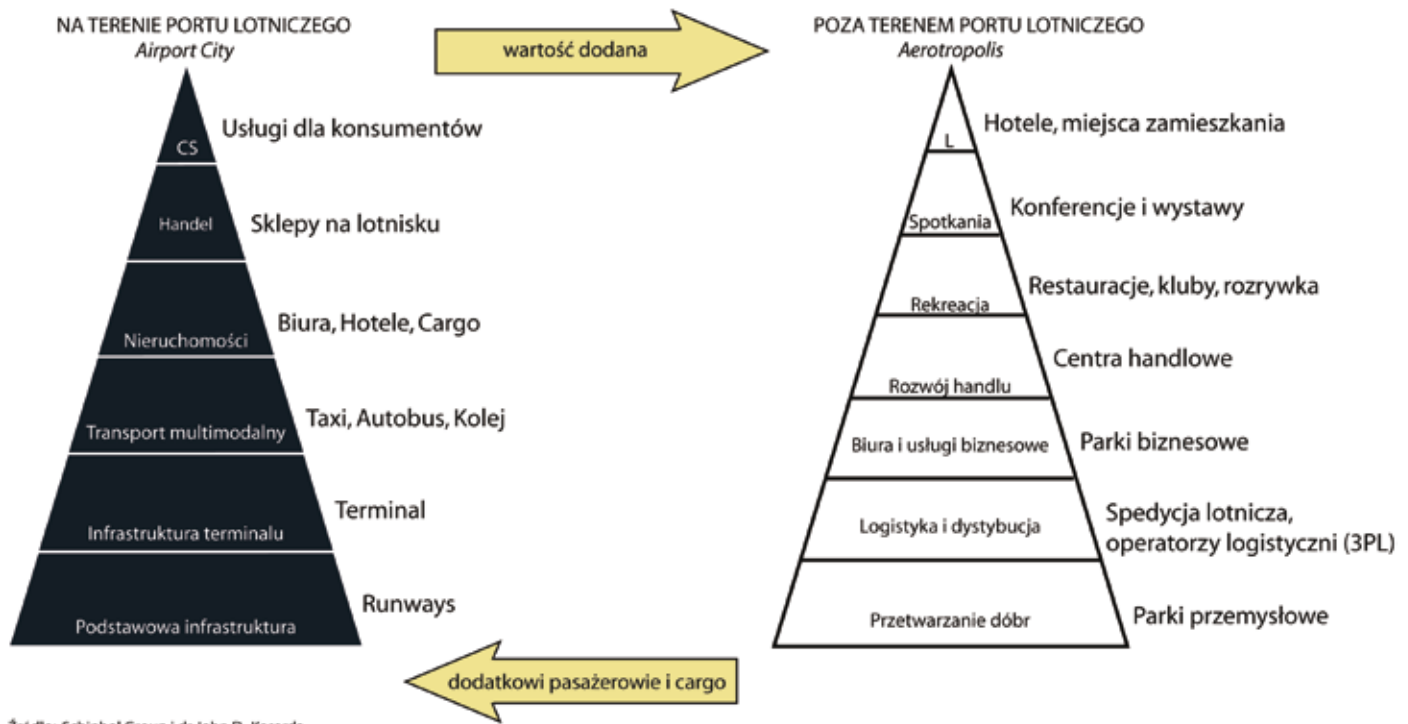 NA TERENIE PORTU LOTNICZEGO
Airport City
wartość dodana
POZA TERENEM PORTU LOTNICZEGO
Aerotropolis
CS
Usługi dla konsumentów
Handel
Sklepy na lotnisku
Nieruchomości
Biura, Hotele, Cargo
Transport multimodalny
Taxi, Autobus, Kolej
Infrastruktura terminalu
Terminal
Podstawowa infrastruktura
Runways
L
Hotele, miejsca zamieszkania
Spotkania
Konferencje i wystawy
Rekreacja
Restauracje, kluby, rozrywka
Rozwój handlu
Centra handlowe
Biura i usługi biznesowe
Parki biznesowe
Logistyka i dystybucja
Spedycja lotnicza,
operatorzy logistyczni (3PL)
Przetwarzanie dóbr
Parki przemysłowe
dodatkowi pasażerowie i cargo